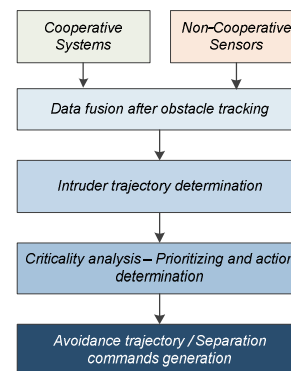 Cooperative
Systems
Non-Cooperative
Sensors
Data fusion after obstacle tracking
Intruder trajectory determination
Criticality analysis – Prioritizing and action
determination
Avoidance trajectory / Separation
commands generation